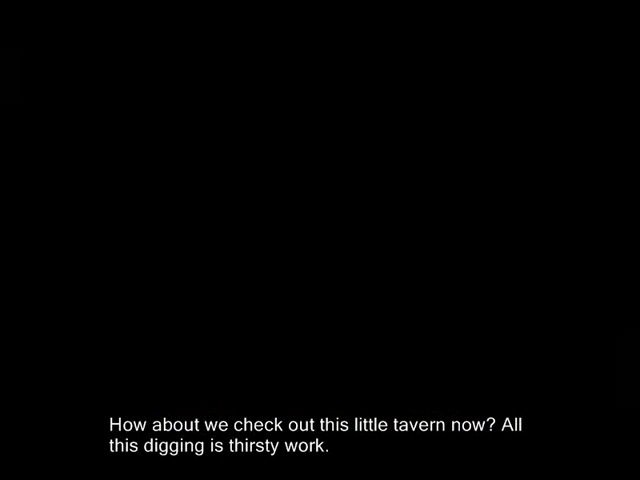 How about we check out this little tavern now? All
this digging is thirsty work.